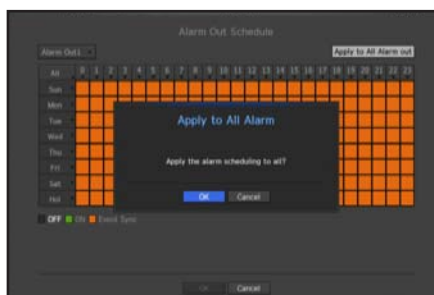 Alarm Out Schedule
Alarm Out1 Apply to All Alarm out
All 0 1 2 3 4 5 6 7 8 9 10 11 12 13 14 15 16 17 18 19 20 21 22 23
Sun
Mon
Tue
Wed
Thu
Fri
Sat
Hol
Apply to All Alarm
Apply the alarm scheduling to all?
OK Cancel
OFF ON Event Sync
OK Cancel